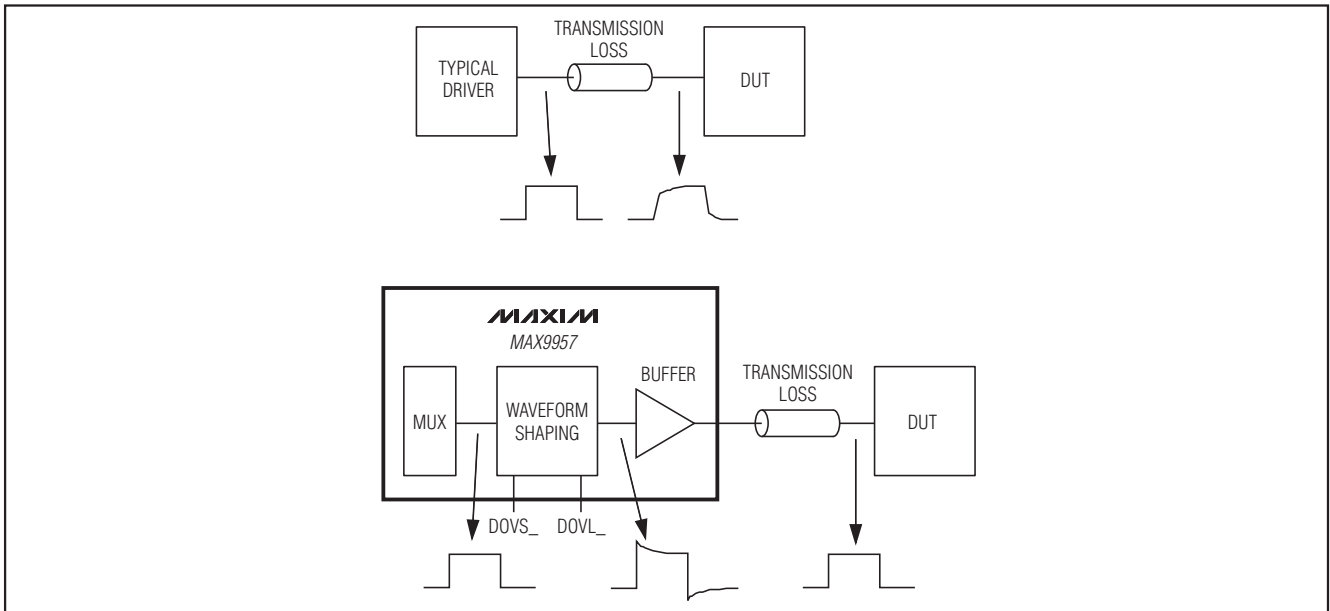 TRANSMISSION
LOSS
TYPICAL
DRIVER
DUT
MAXIM
MAX9957
BUFFER
TRANSMISSION
LOSS
MUX
WAVEFORM
SHAPING
DUT
DOVS_
DOVL_